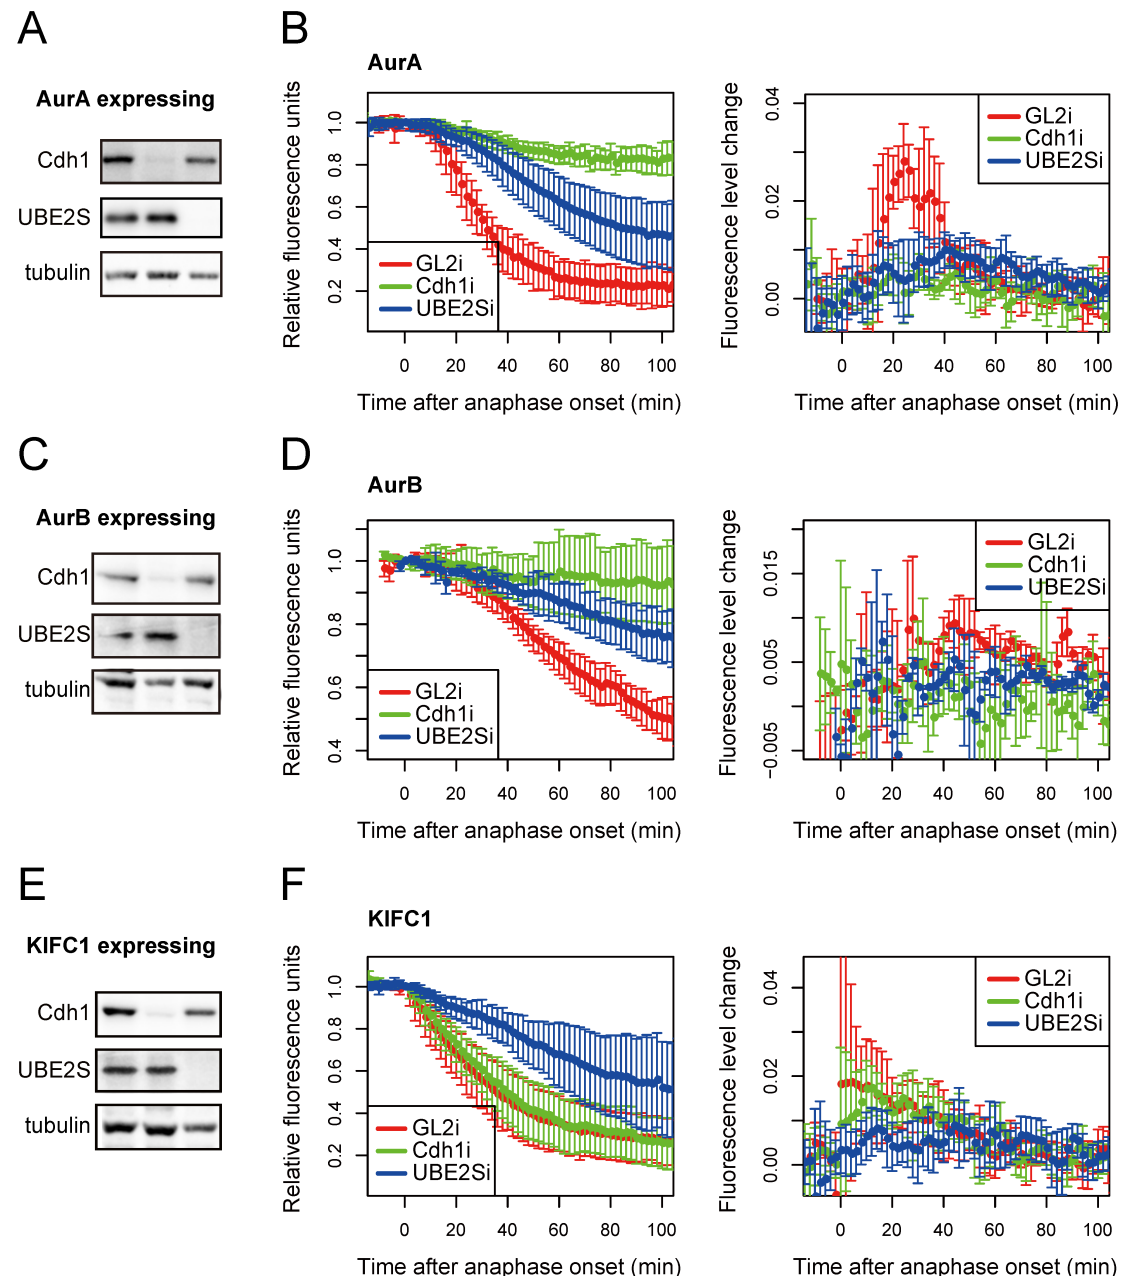 A
AurA expressing
Cdh1
UBE2S
tubulin
B
AurA
Relative fluorescence units
1.0
0.8
0.6
0.4
0.2
GL2i
Cdh1i
UBE2Si
0 20 40 60 80 100
Time after anaphase onset (min)
Fluorescence level change
0.04
0.02
0.00
GL2i
Cdh1i
UBE2Si
0 20 40 60 80 100
Time after anaphase onset (min)
C
AurB expressing
Cdh1
UBE2S
tubulin
D
AurB
Relative fluorescence units
1.0
0.8
0.6
0.4
GL2i
Cdh1i
UBE2Si
0 20 40 60 80 100
Time after anaphase onset (min)
Fluorescence level change
0.015
0.005
−0.005
GL2i
Cdh1i
UBE2Si
0 20 40 60 80 100
Time after anaphase onset (min)
E
KIFC1 expressing
Cdh1
UBE2S
tubulin
F
KIFC1
Relative fluorescence units
1.0
0.8
0.6
0.4
0.2
GL2i
Cdh1i
UBE2Si
0 20 40 60 80 100
Time after anaphase onset (min)
Fluorescence level change
0.04
0.02
0.00
GL2i
Cdh1i
UBE2Si
0 20 40 60 80 100
Time after anaphase onset (min)